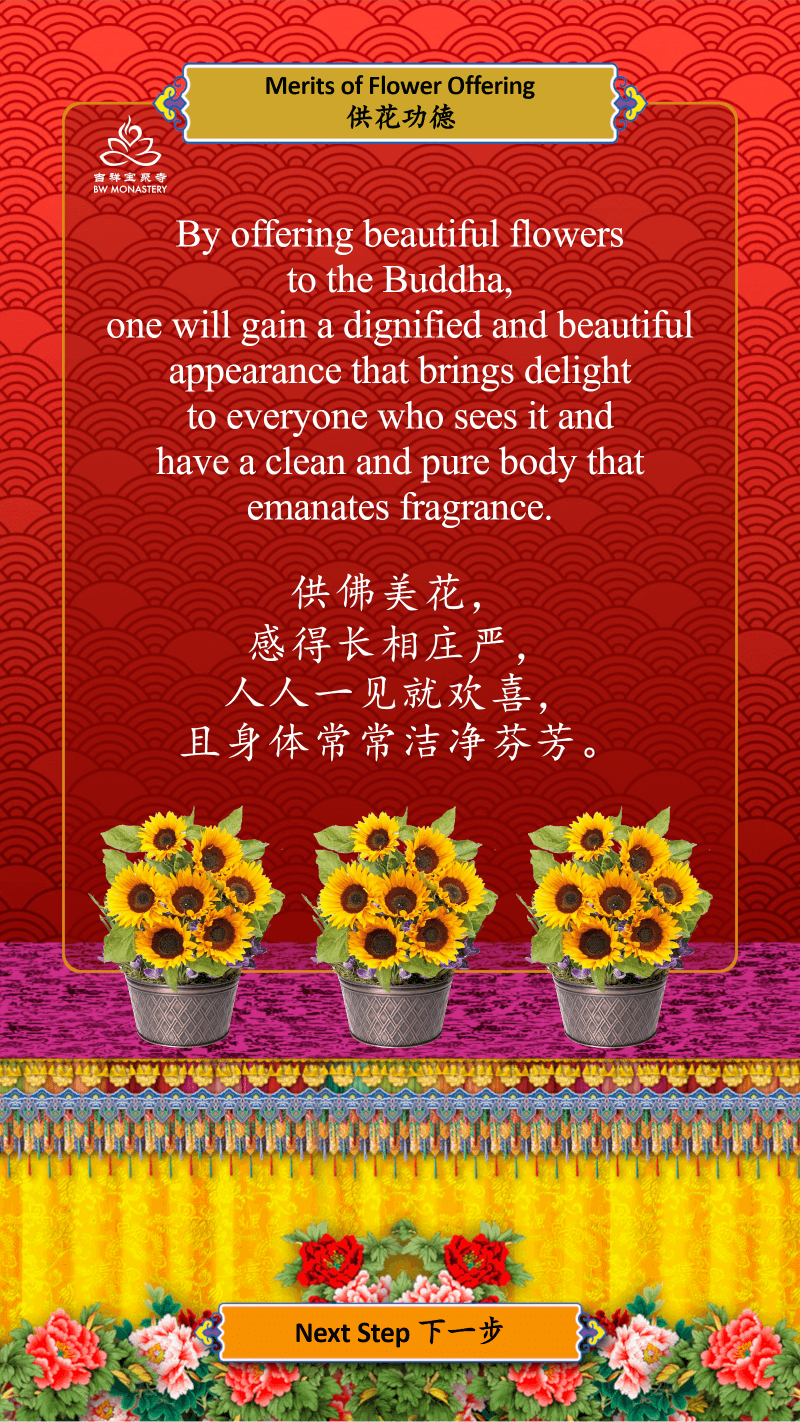 Merits of Flower Offering
供花功德
吉祥宝聚寺
BW MONASTERY
By offering beautiful flowers
to the Buddha,
one will gain a dignified and beautiful
appearance that brings delight
to everyone who sees it and
have a clean and pure body that
emanates fragrance.
供佛美花，
感得长相庄严，
人人一见就欢喜，
且身体常常洁净芬芳。
Next Step 下一步